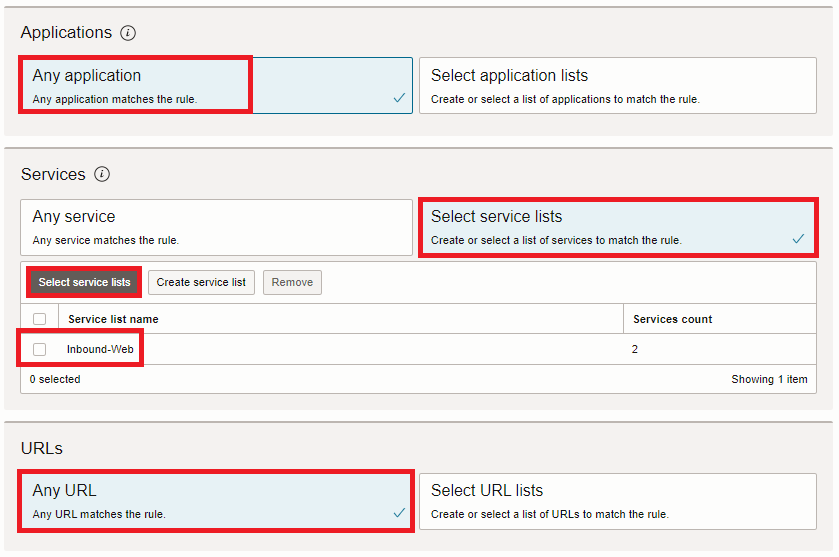 Applications
Any application
Any application matches the rule.
Select application lists
Create or select a list of applications to match the rule.
Services
Any service
Any service matches the rule.
Select service lists
Create or select a list of services to match the rule.
Select service lists
Create service list
Remove
Service list name
Services count
Inbound-Web
2
0 selected
Showing 1 item
URLs
Any URL
Any URL matches the rule.
Select URL lists
Create or select a list of URLs to match the rule.